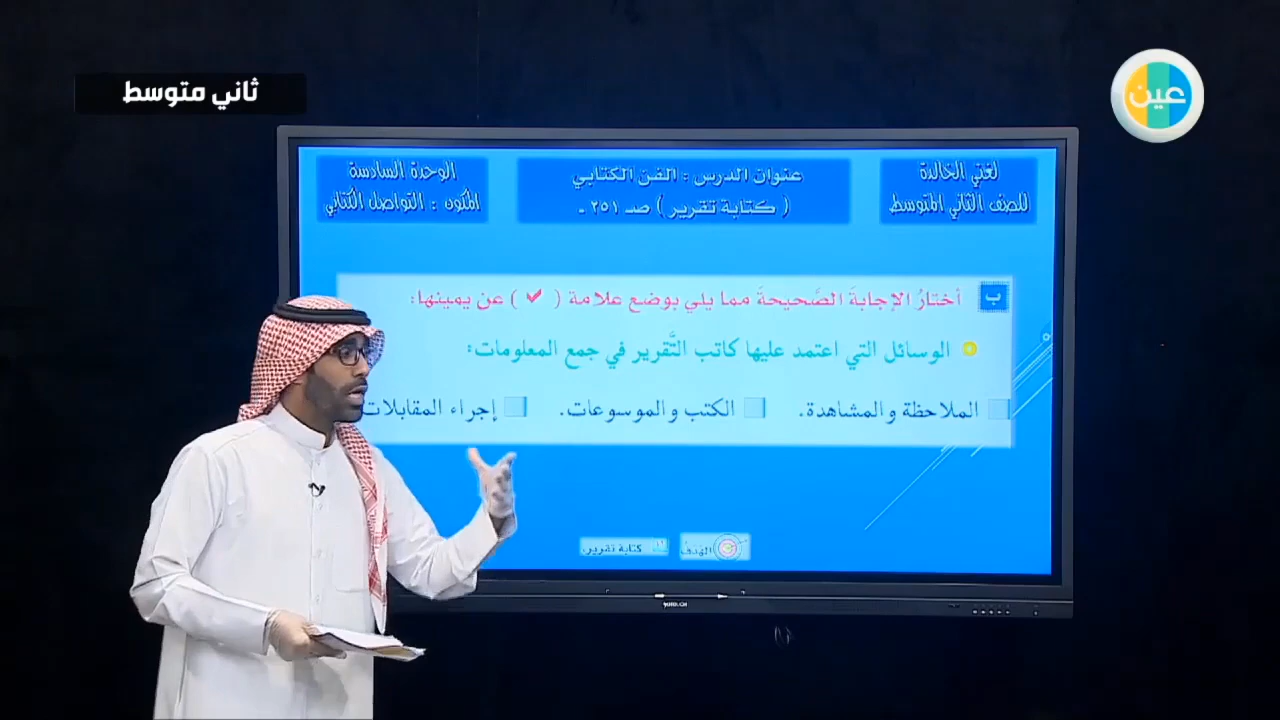 ثاني متوسط
عين
لغتي الخالدة
للصف الثاني المتوسط
عنوان الدرس : الفن الكتابي
( كتابة تقرير ) صـ ٢٥١ ـ
الوحدة السادسة
المكون : التواصل الكتابي
ب
أختارُ الإجابةَ الصَّحيحةَ مما يلي بوضع علامة ( ✓ ) عن يمينها:
الوسائل التي اعتمد عليها كاتب التَّقرير في جمع المعلومات:
الملاحظة والمشاهدة. الكتب والموسوعات. إجراء المقابلات
الهدف
كتابة تقرير.